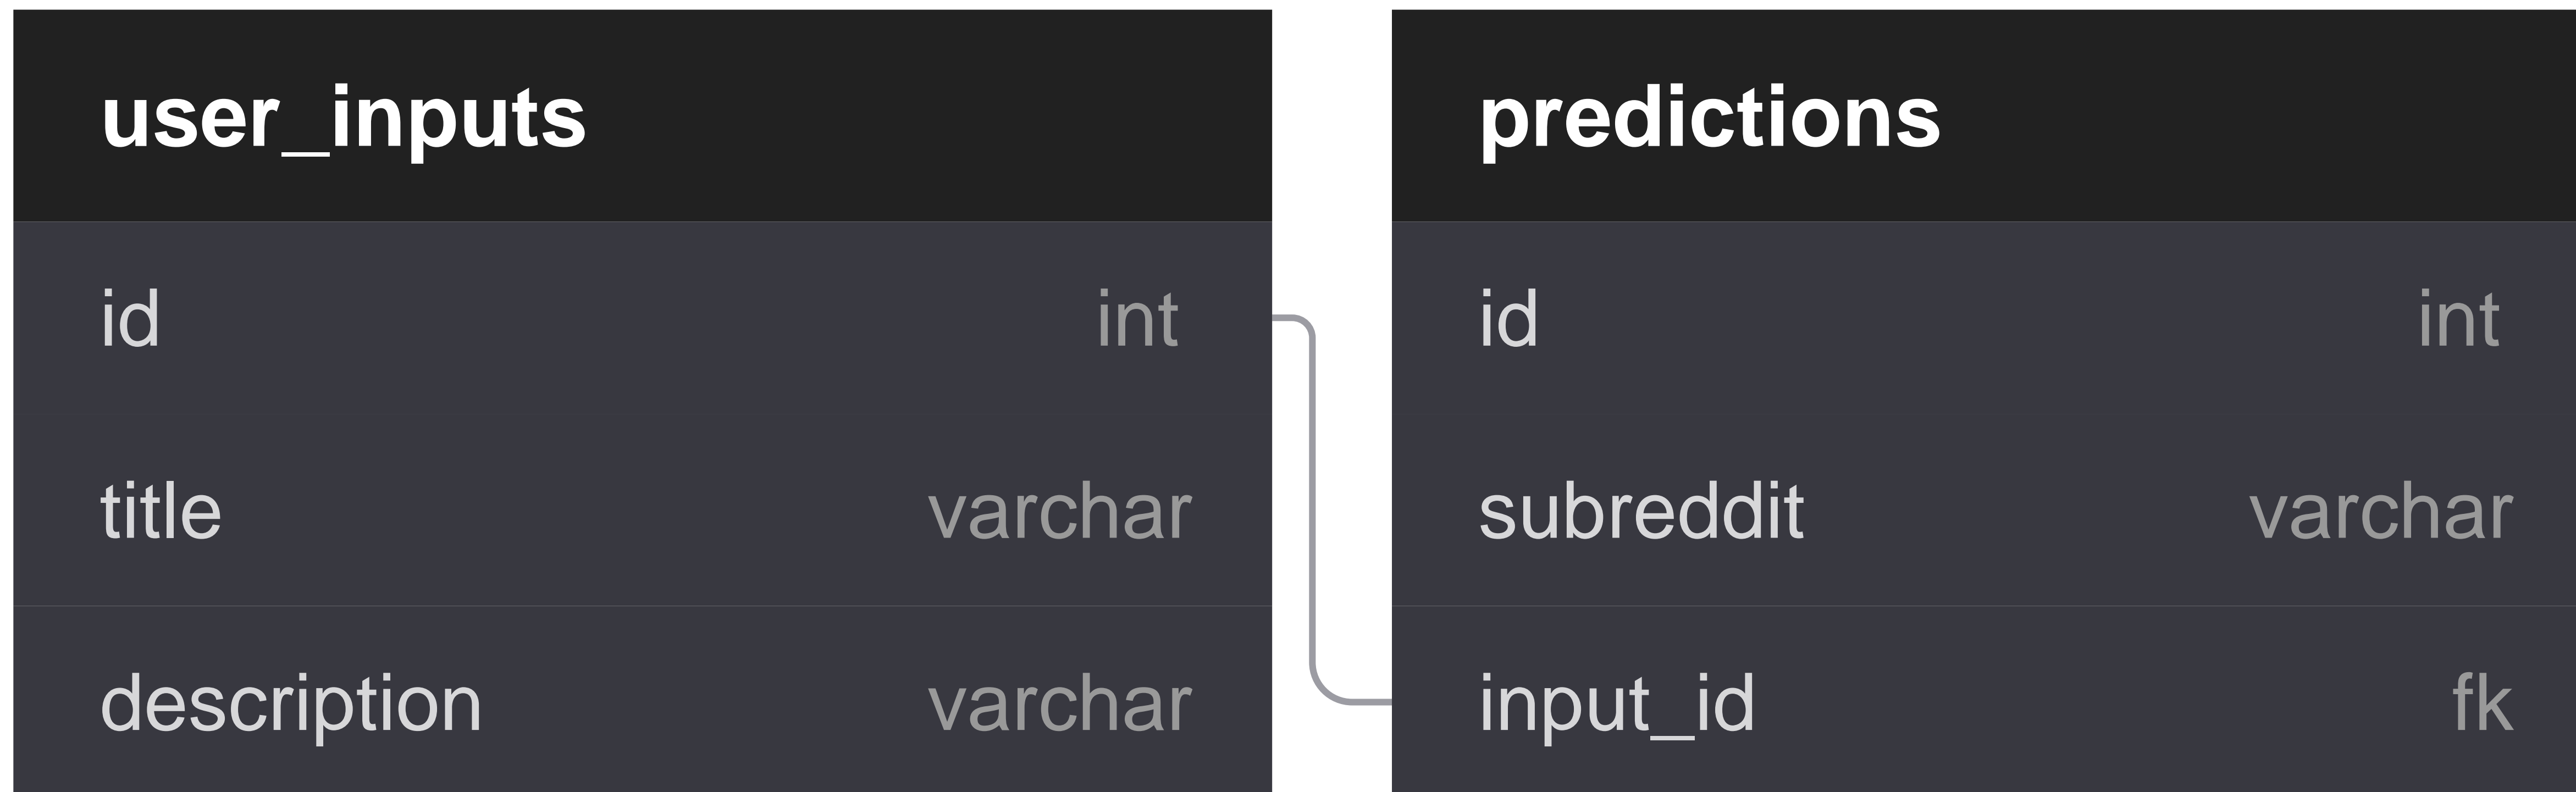 user_inputs
id int
title varchar
description varchar
predictions
id int
subreddit varchar
input_id fk